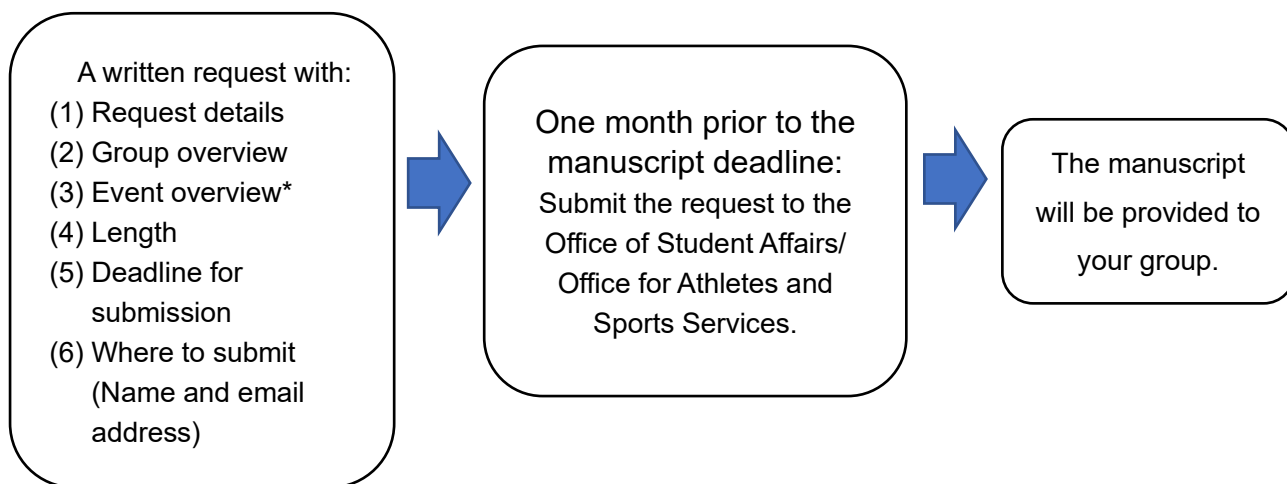 A written request with:
(1) Request details
(2) Group overview
(3) Event overview*
(4) Length
(5) Deadline for
submission
(6) Where to submit
(Name and email
address)
One month prior to the
manuscript deadline:
Submit the request to the
Office of Student Affairs/
Office for Athletes and
Sports Services.
The manuscript
will be provided to
your group.